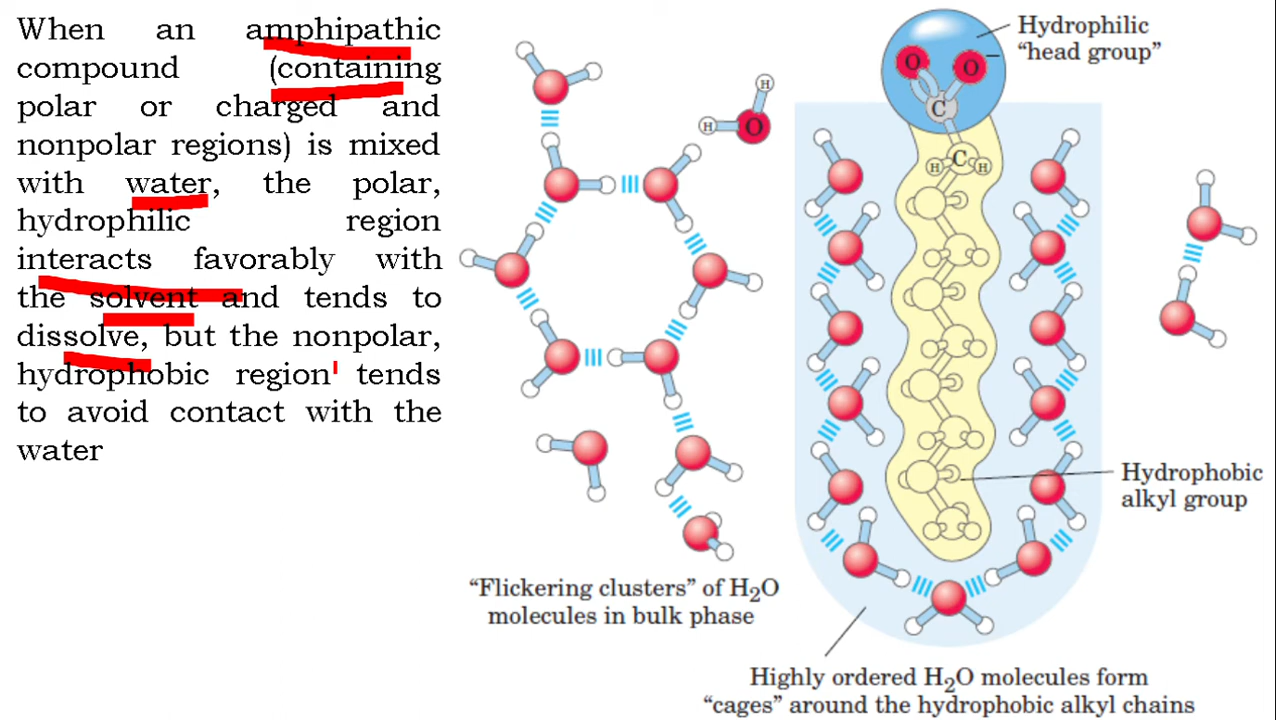 When an amphipathic
compound (containing
polar or charged and
nonpolar regions) is mixed
with water, the polar,
hydrophilic region
interacts favorably with
the solvent and tends to
dissolve, but the nonpolar,
hydrophobic region tends
to avoid contact with the
water
H
H O
"Flickering clusters" of H₂O
molecules in bulk phase
Hydrophilic
"head group"
O O −
C
C
H H
Hydrophobic
alkyl group
Highly ordered H₂O molecules form
"cages" around the hydrophobic alkyl chains